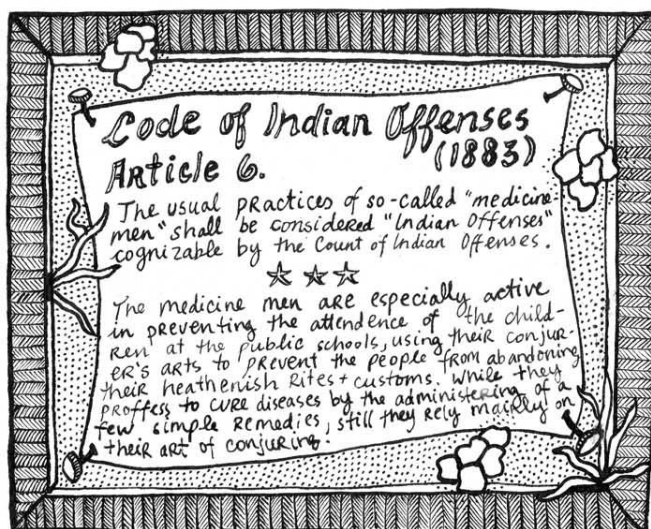 Code of Indian Offenses
(1883)
Article 6.
The usual practices of so-called "medicine-
men" shall be considered "Indian Offenses"
cognizable by the Count of Indian Offenses.
The medicine men are especially active
in preventing the attendence of the child-
ren at the public schools, using their conjur-
er's arts to prevent the people from abandoning
their heathenish rites + customs. While they
proffess to cure diseases by the administering of a
few simple remedies, still they rely mainly on
their art of conjuring.